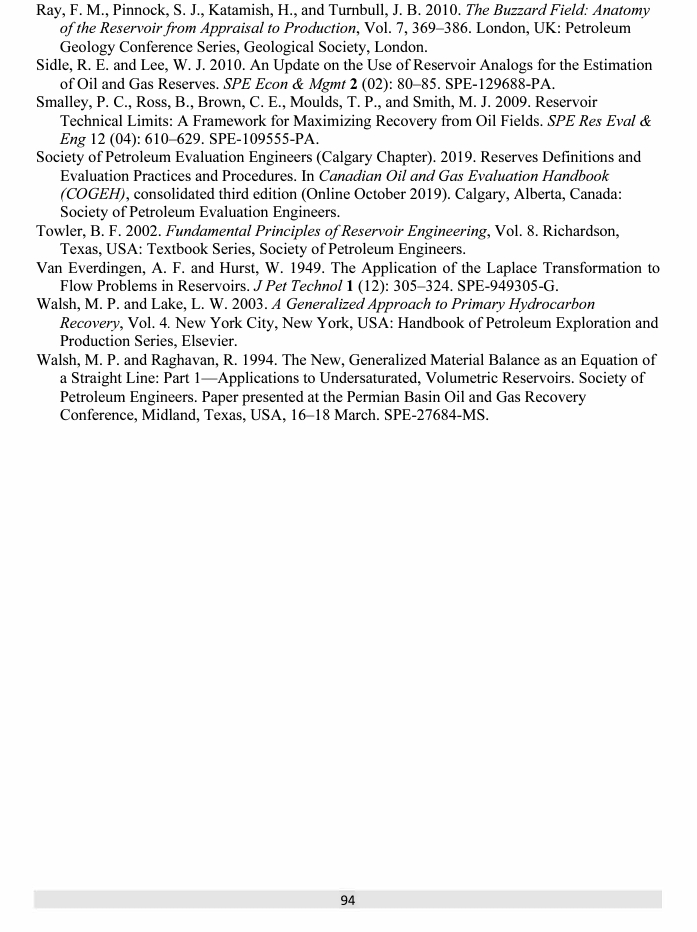 Ray, F. M., Pinnock, S. J., Katamish, H., and Turnbull, J. B. 2010. The Buzzard Field: Anatomy
of the Reservoir from Appraisal to Production, Vol. 7, 369–386. London, UK: Petroleum
Geology Conference Series, Geological Society, London.
Sidle, R. E. and Lee, W. J. 2010. An Update on the Use of Reservoir Analogs for the Estimation
of Oil and Gas Reserves. SPE Econ & Mgmt 2 (02): 80–85. SPE-129688-PA.
Smalley, P. C., Ross, B., Brown, C. E., Moulds, T. P., and Smith, M. J. 2009. Reservoir
Technical Limits: A Framework for Maximizing Recovery from Oil Fields. SPE Res Eval &
Eng 12 (04): 610–629. SPE-109555-PA.
Society of Petroleum Evaluation Engineers (Calgary Chapter). 2019. Reserves Definitions and
Evaluation Practices and Procedures. In Canadian Oil and Gas Evaluation Handbook
(COGEH), consolidated third edition (Online October 2019). Calgary, Alberta, Canada:
Society of Petroleum Evaluation Engineers.
Towler, B. F. 2002. Fundamental Principles of Reservoir Engineering, Vol. 8. Richardson,
Texas, USA: Textbook Series, Society of Petroleum Engineers.
Van Everdingen, A. F. and Hurst, W. 1949. The Application of the Laplace Transformation to
Flow Problems in Reservoirs. J Pet Technol 1 (12): 305–324. SPE-949305-G.
Walsh, M. P. and Lake, L. W. 2003. A Generalized Approach to Primary Hydrocarbon
Recovery, Vol. 4. New York City, New York, USA: Handbook of Petroleum Exploration and
Production Series, Elsevier.
Walsh, M. P. and Raghavan, R. 1994. The New, Generalized Material Balance as an Equation of
a Straight Line: Part 1—Applications to Undersaturated, Volumetric Reservoirs. Society of
Petroleum Engineers. Paper presented at the Permian Basin Oil and Gas Recovery
Conference, Midland, Texas, USA, 16–18 March. SPE-27684-MS.
94